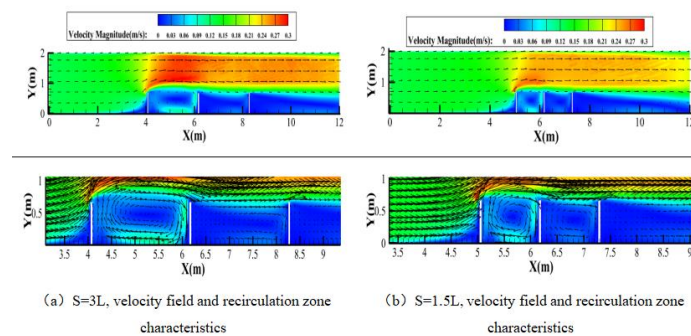 Velocity Magnitude(m/s): 0 0.03 0.06 0.09 0.12 0.15 0.18 0.21 0.24 0.27 0.3
Y(m)
2
1
0
0 2 4 6 8 10 12
X(m)
Velocity Magnitude(m/s): 0 0.03 0.06 0.09 0.12 0.15 0.18 0.21 0.24 0.27 0.3
Y(m)
2
1
0
0 2 4 6 8 10 12
X(m)
Y(m)
1
0.5
3.5 4 4.5 5 5.5 6 6.5 7 7.5 8 8.5 9
X(m)
(a) S=3L, velocity field and recirculation zone
characteristics
Y(m)
1
0.5
3.5 4 4.5 5 5.5 6 6.5 7 7.5 8 8.5 9
X(m)
(b) S=1.5L, velocity field and recirculation zone
characteristics